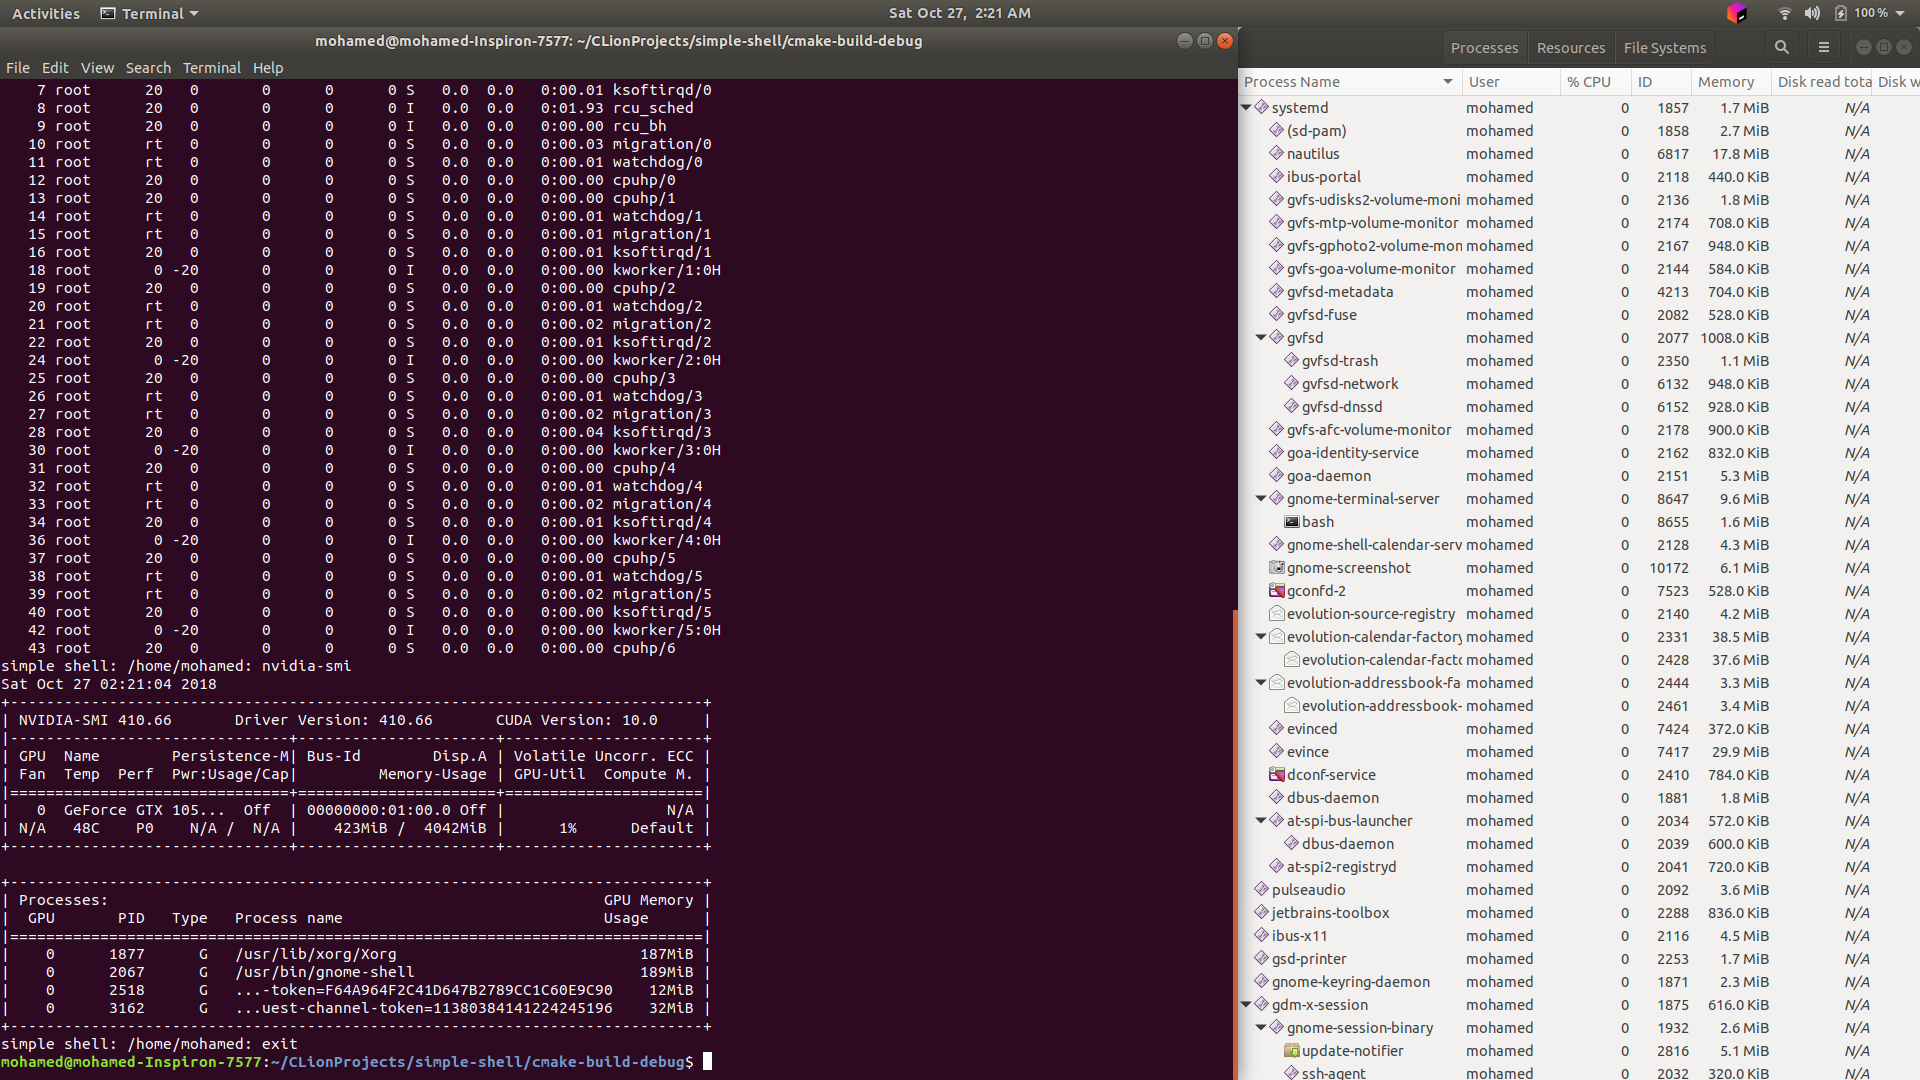 Activities Terminal Sat Oct 27, 2:21 AM 100 %
mohamed@mohamed-Inspiron-7577: ~/CLionProjects/simple-shell/cmake-build-debug
File Edit View Search Terminal Help
7 root 20 0 0 0 0 S 0.0 0.0 0:00.01 ksoftirqd/0
8 root 20 0 0 0 0 I 0.0 0.0 0:01.93 rcu_sched
9 root 20 0 0 0 0 I 0.0 0.0 0:00.00 rcu_bh
10 root rt 0 0 0 0 S 0.0 0.0 0:00.03 migration/0
11 root rt 0 0 0 0 S 0.0 0.0 0:00.01 watchdog/0
12 root 20 0 0 0 0 S 0.0 0.0 0:00.00 cpuhp/0
13 root 20 0 0 0 0 S 0.0 0.0 0:00.00 cpuhp/1
14 root rt 0 0 0 0 S 0.0 0.0 0:00.01 watchdog/1
15 root rt 0 0 0 0 S 0.0 0.0 0:00.01 migration/1
16 root 20 0 0 0 0 S 0.0 0.0 0:00.01 ksoftirqd/1
18 root 0 -20 0 0 0 I 0.0 0.0 0:00.00 kworker/1:0H
19 root 20 0 0 0 0 S 0.0 0.0 0:00.00 cpuhp/2
20 root rt 0 0 0 0 S 0.0 0.0 0:00.01 watchdog/2
21 root rt 0 0 0 0 S 0.0 0.0 0:00.02 migration/2
22 root 20 0 0 0 0 S 0.0 0.0 0:00.01 ksoftirqd/2
24 root 0 -20 0 0 0 I 0.0 0.0 0:00.00 kworker/2:0H
25 root 20 0 0 0 0 S 0.0 0.0 0:00.00 cpuhp/3
26 root rt 0 0 0 0 S 0.0 0.0 0:00.01 watchdog/3
27 root rt 0 0 0 0 S 0.0 0.0 0:00.02 migration/3
28 root 20 0 0 0 0 S 0.0 0.0 0:00.04 ksoftirqd/3
30 root 0 -20 0 0 0 I 0.0 0.0 0:00.00 kworker/3:0H
31 root 20 0 0 0 0 S 0.0 0.0 0:00.00 cpuhp/4
32 root rt 0 0 0 0 S 0.0 0.0 0:00.01 watchdog/4
33 root rt 0 0 0 0 S 0.0 0.0 0:00.02 migration/4
34 root 20 0 0 0 0 S 0.0 0.0 0:00.01 ksoftirqd/4
36 root 0 -20 0 0 0 I 0.0 0.0 0:00.00 kworker/4:0H
37 root 20 0 0 0 0 S 0.0 0.0 0:00.00 cpuhp/5
38 root rt 0 0 0 0 S 0.0 0.0 0:00.01 watchdog/5
39 root rt 0 0 0 0 S 0.0 0.0 0:00.02 migration/5
40 root 20 0 0 0 0 S 0.0 0.0 0:00.00 ksoftirqd/5
42 root 0 -20 0 0 0 I 0.0 0.0 0:00.00 kworker/5:0H
43 root 20 0 0 0 0 S 0.0 0.0 0:00.00 cpuhp/6
simple shell: /home/mohamed: nvidia-smi
Sat Oct 27 02:21:04 2018
+-----------------------------------------------------------------------------+
| NVIDIA-SMI 410.66       Driver Version: 410.66       CUDA Version: 10.0     |
|-------------------------------+----------------------+----------------------+
| GPU  Name        Persistence-M| Bus-Id        Disp.A | Volatile Uncorr. ECC |
| Fan  Temp  Perf  Pwr:Usage/Cap|         Memory-Usage | GPU-Util  Compute M. |
|===============================+======================+======================|
|   0  GeForce GTX 105...  Off  | 00000000:01:00.0 Off |                  N/A |
| N/A   48C    P0    N/A /  N/A |    423MiB /  4042MiB |      1%      Default |
+-------------------------------+----------------------+----------------------+
+-----------------------------------------------------------------------------+
| Processes:                                                       GPU Memory |
|  GPU       PID   Type   Process name                             Usage      |
|=============================================================================|
|    0      1877      G   /usr/lib/xorg/Xorg                           187MiB |
|    0      2067      G   /usr/bin/gnome-shell                         189MiB |
|    0      2518      G   ...-token=F64A964F2C41D647B2789CC1C60E9C90    12MiB |
|    0      3162      G   ...uest-channel-token=11380384141224245196    32MiB |
+-----------------------------------------------------------------------------+
simple shell: /home/mohamed: exit
mohamed@mohamed-Inspiron-7577:~/CLionProjects/simple-shell/cmake-build-debug$
Processes Resources File Systems
Process Name User % CPU ID Memory Disk read tota Disk w
systemd mohamed 0 1857 1.7 MiB N/A
(sd-pam) mohamed 0 1858 2.7 MiB N/A
nautilus mohamed 0 6817 17.8 MiB N/A
ibus-portal mohamed 0 2118 440.0 KiB N/A
gvfs-udisks2-volume-moni mohamed 0 2136 1.8 MiB N/A
gvfs-mtp-volume-monitor mohamed 0 2174 708.0 KiB N/A
gvfs-gphoto2-volume-mon mohamed 0 2167 948.0 KiB N/A
gvfs-goa-volume-monitor mohamed 0 2144 584.0 KiB N/A
gvfsd-metadata mohamed 0 4213 704.0 KiB N/A
gvfsd-fuse mohamed 0 2082 528.0 KiB N/A
gvfsd mohamed 0 2077 1008.0 KiB N/A
gvfsd-trash mohamed 0 2350 1.1 MiB N/A
gvfsd-network mohamed 0 6132 948.0 KiB N/A
gvfsd-dnssd mohamed 0 6152 928.0 KiB N/A
gvfs-afc-volume-monitor mohamed 0 2178 900.0 KiB N/A
goa-identity-service mohamed 0 2162 832.0 KiB N/A
goa-daemon mohamed 0 2151 5.3 MiB N/A
gnome-terminal-server mohamed 0 8647 9.6 MiB N/A
bash mohamed 0 8655 1.6 MiB N/A
gnome-shell-calendar-serv mohamed 0 2128 4.3 MiB N/A
gnome-screenshot mohamed 0 10172 6.1 MiB N/A
gconfd-2 mohamed 0 7523 528.0 KiB N/A
evolution-source-registry mohamed 0 2140 4.2 MiB N/A
evolution-calendar-factory mohamed 0 2331 38.5 MiB N/A
evolution-calendar-facto mohamed 0 2428 37.6 MiB N/A
evolution-addressbook-fa mohamed 0 2444 3.3 MiB N/A
evolution-addressbook- mohamed 0 2461 3.4 MiB N/A
evinced mohamed 0 7424 372.0 KiB N/A
evince mohamed 0 7417 29.9 MiB N/A
dconf-service mohamed 0 2410 784.0 KiB N/A
dbus-daemon mohamed 0 1881 1.8 MiB N/A
at-spi-bus-launcher mohamed 0 2034 572.0 KiB N/A
dbus-daemon mohamed 0 2039 600.0 KiB N/A
at-spi2-registryd mohamed 0 2041 720.0 KiB N/A
pulseaudio mohamed 0 2092 3.6 MiB N/A
jetbrains-toolbox mohamed 0 2288 836.0 KiB N/A
ibus-x11 mohamed 0 2116 4.5 MiB N/A
gsd-printer mohamed 0 2253 1.7 MiB N/A
gnome-keyring-daemon mohamed 0 1871 2.3 MiB N/A
gdm-x-session mohamed 0 1875 616.0 KiB N/A
gnome-session-binary mohamed 0 1932 2.6 MiB N/A
update-notifier mohamed 0 2816 5.1 MiB N/A
ssh-agent mohamed 0 2032 320.0 KiB N/A